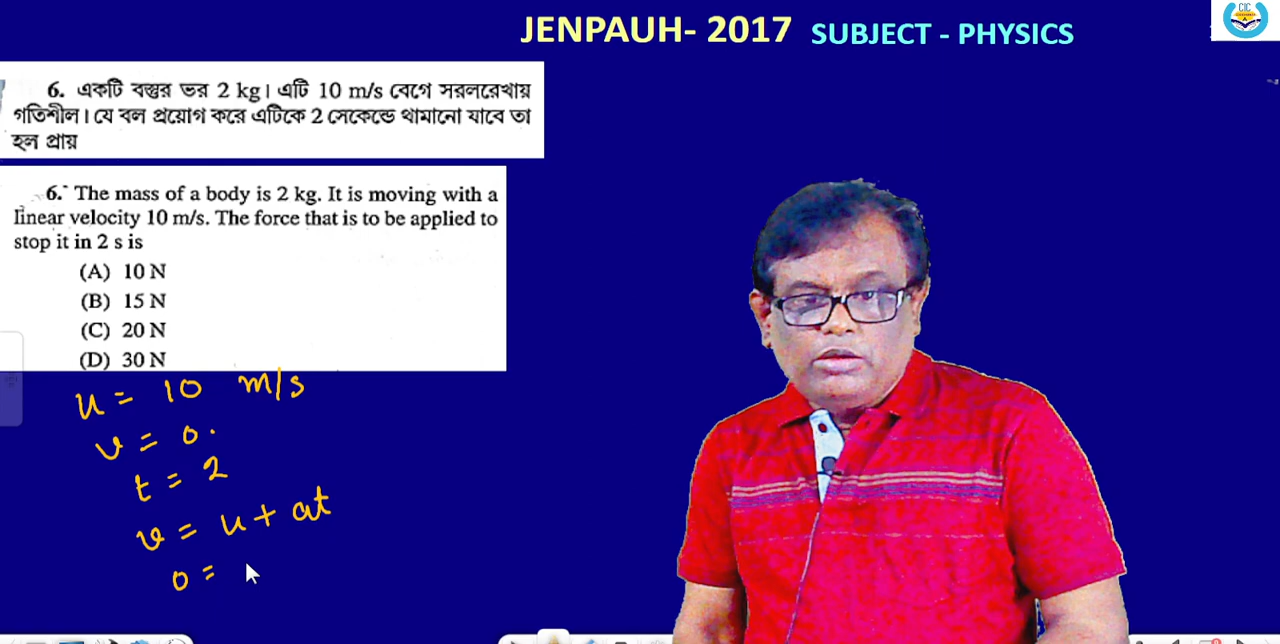 JENPAUH- 2017 SUBJECT - PHYSICS
CIC
6. একটি বস্তুর ভর 2 kg। এটি 10 m/s বেগে সরলরেখায়
গতিশীল। যে বল প্রয়োগ করে এটিকে 2 সেকেন্ডে থামানো যাবে তা
হল প্রায়
6. The mass of a body is 2 kg. It is moving with a
linear velocity 10 m/s. The force that is to be applied to
stop it in 2 s is
(A) 10 N
(B) 15 N
(C) 20 N
(D) 30 N
u = 10 m/s
v = 0.
t = 2
v = u + at
0 =